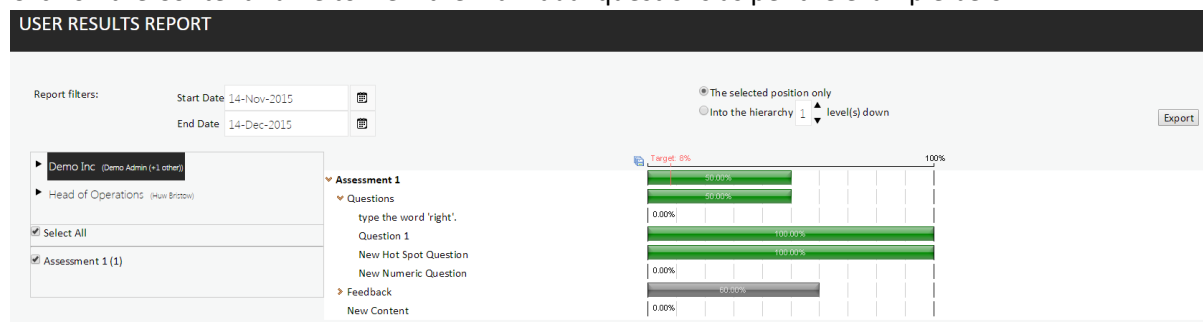 USER RESULTS REPORT
Report filters:
Start Date 14-Nov-2015
End Date 14-Dec-2015
The selected position only
Into the hierarchy 1 level(s) down
Export
Demo Inc (Demo Admin (+1 other))
Head of Operations (Huw Bristow)
Select All
Assessment 1 (1)
Target: 8% 100%
Assessment 1 50.00%
Questions 50.00%
type the word 'right'. 0.00%
Question 1 100.00%
New Hot Spot Question 100.00%
New Numeric Question 0.00%
Feedback 60.00%
New Content 0.00%